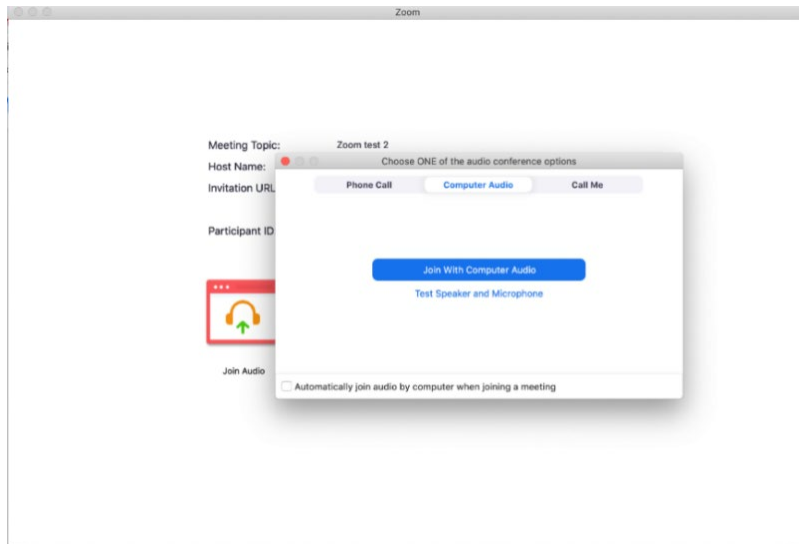 Zoom
Meeting Topic: Zoom test 2
Host Name:
Invitation URL
Participant ID
Join Audio
Choose ONE of the audio conference options
Phone Call Computer Audio Call Me
Join With Computer Audio
Test Speaker and Microphone
Automatically join audio by computer when joining a meeting